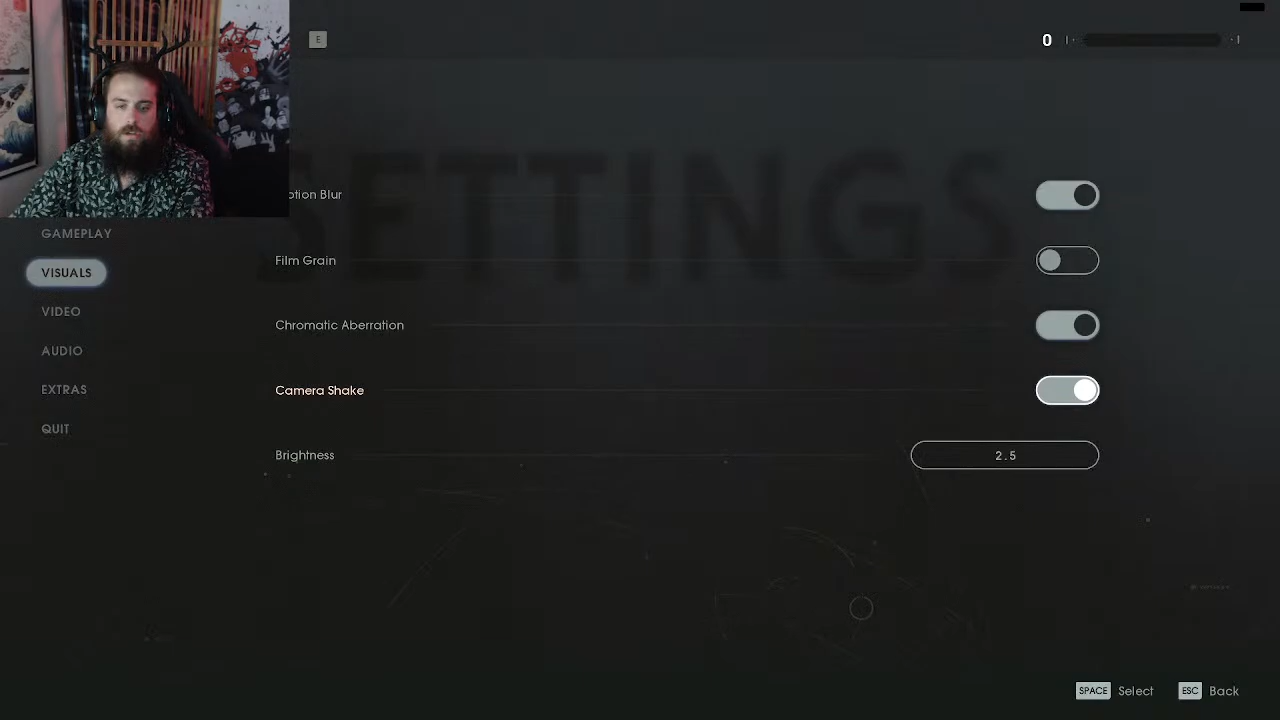 E
0
SETTINGS
otion Blur
GAMEPLAY
Film Grain
VISUALS
VIDEO
Chromatic Aberration
AUDIO
EXTRAS
Camera Shake
QUIT
Brightness
2.5
SPACE Select ESC Back